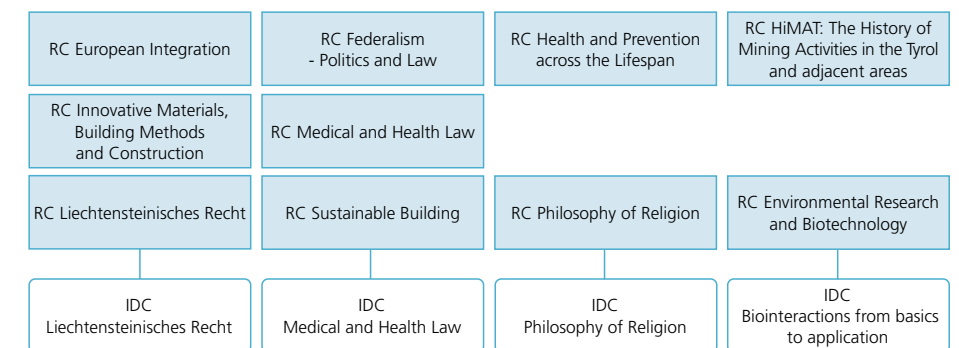 RC European Integration
RC Federalism
- Politics and Law
RC Health and Prevention
across the Lifespan
RC HiMAT: The History of
Mining Activities in the Tyrol
and adjacent areas
RC Innovative Materials,
Building Methods
and Construction
RC Medical and Health Law
RC Liechtensteinisches Recht
RC Sustainable Building
RC Philosophy of Religion
RC Environmental Research
and Biotechnology
IDC
Liechtensteinisches Recht
IDC
Medical and Health Law
IDC
Philosophy of Religion
IDC
Biointeractions from basics
to application